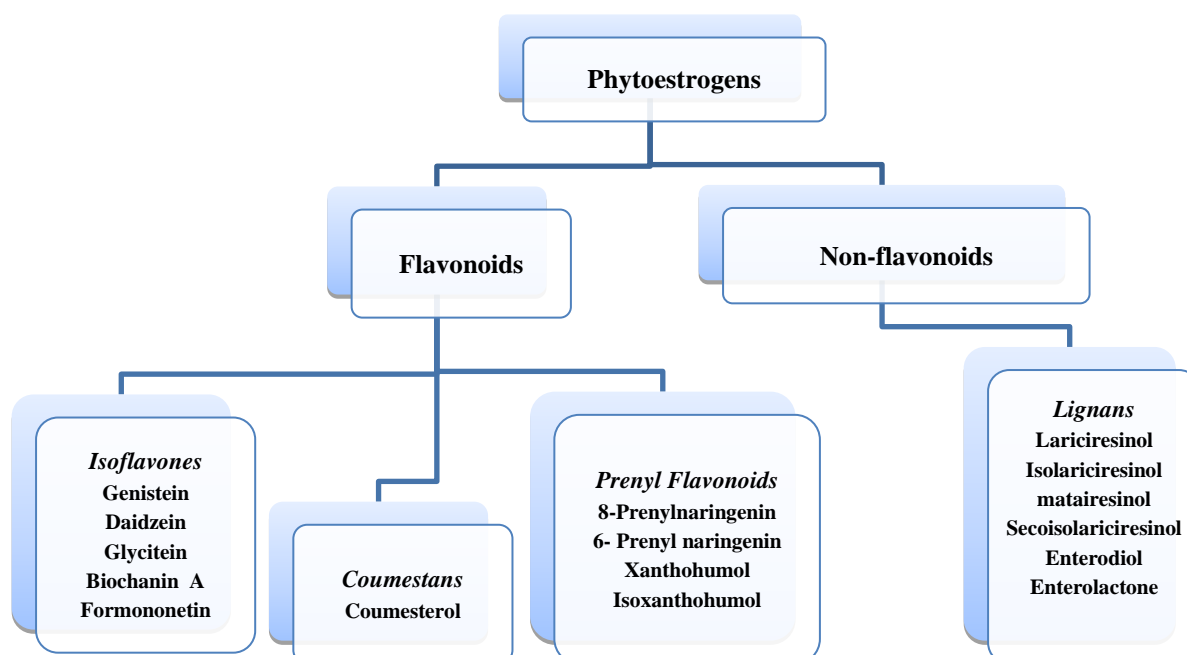 Phytoestrogens
Flavonoids
Non-flavonoids
Isoflavones
Genistein
Daidzein
Glycitein
Biochanin A
Formononetin
Coumestans
Coumesterol
Prenyl Flavonoids
8-Prenylnaringenin
6- Prenyl naringenin
Xanthohumol
Isoxanthohumol
Lignans
Lariciresinol
Isolariciresinol
matairesinol
Secoisolariciresinol
Enterodiol
Enterolactone